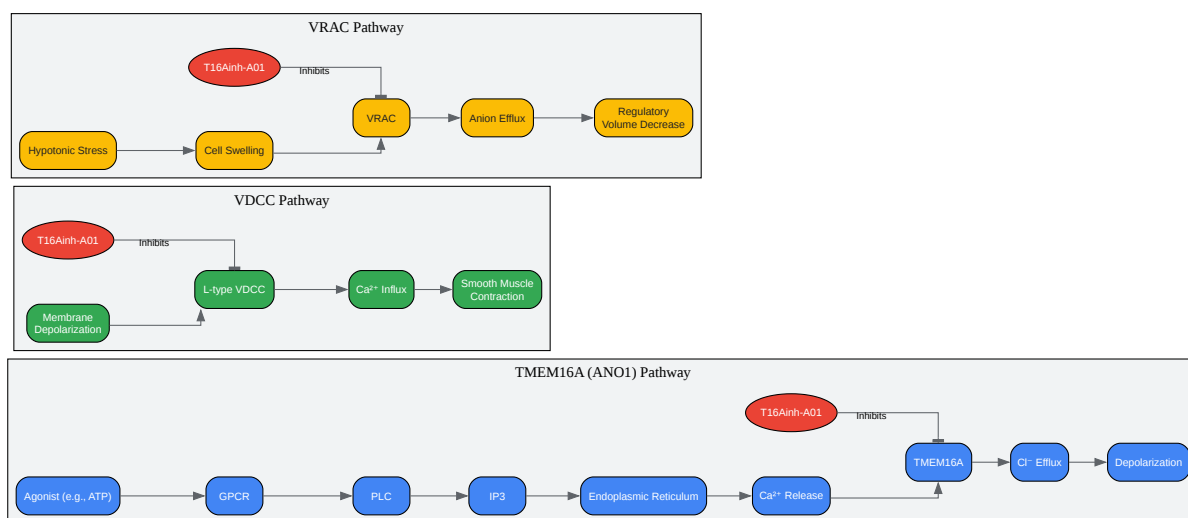 VRAC Pathway
T16Ainh-A01
Inhibits
VRAC
Anion Efflux
Regulatory
Volume Decrease
Hypotonic Stress
Cell Swelling
VDCC Pathway
T16Ainh-A01
Inhibits
L-type VDCC
Ca²⁺ Influx
Smooth Muscle
Contraction
Membrane
Depolarization
TMEM16A (ANO1) Pathway
T16Ainh-A01
Inhibits
TMEM16A
Cl⁻ Efflux
Depolarization
Agonist (e.g., ATP)
GPCR
PLC
IP3
Endoplasmic Reticulum
Ca²⁺ Release